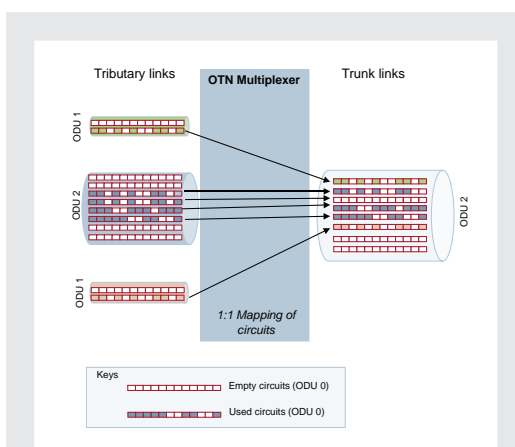 Tributary links
OTN Multiplexer
Trunk links
ODU 1
ODU 2
ODU 2
ODU 1
1:1 Mapping of
circuits
Keys
Empty circuits (ODU 0)
Used circuits (ODU 0)